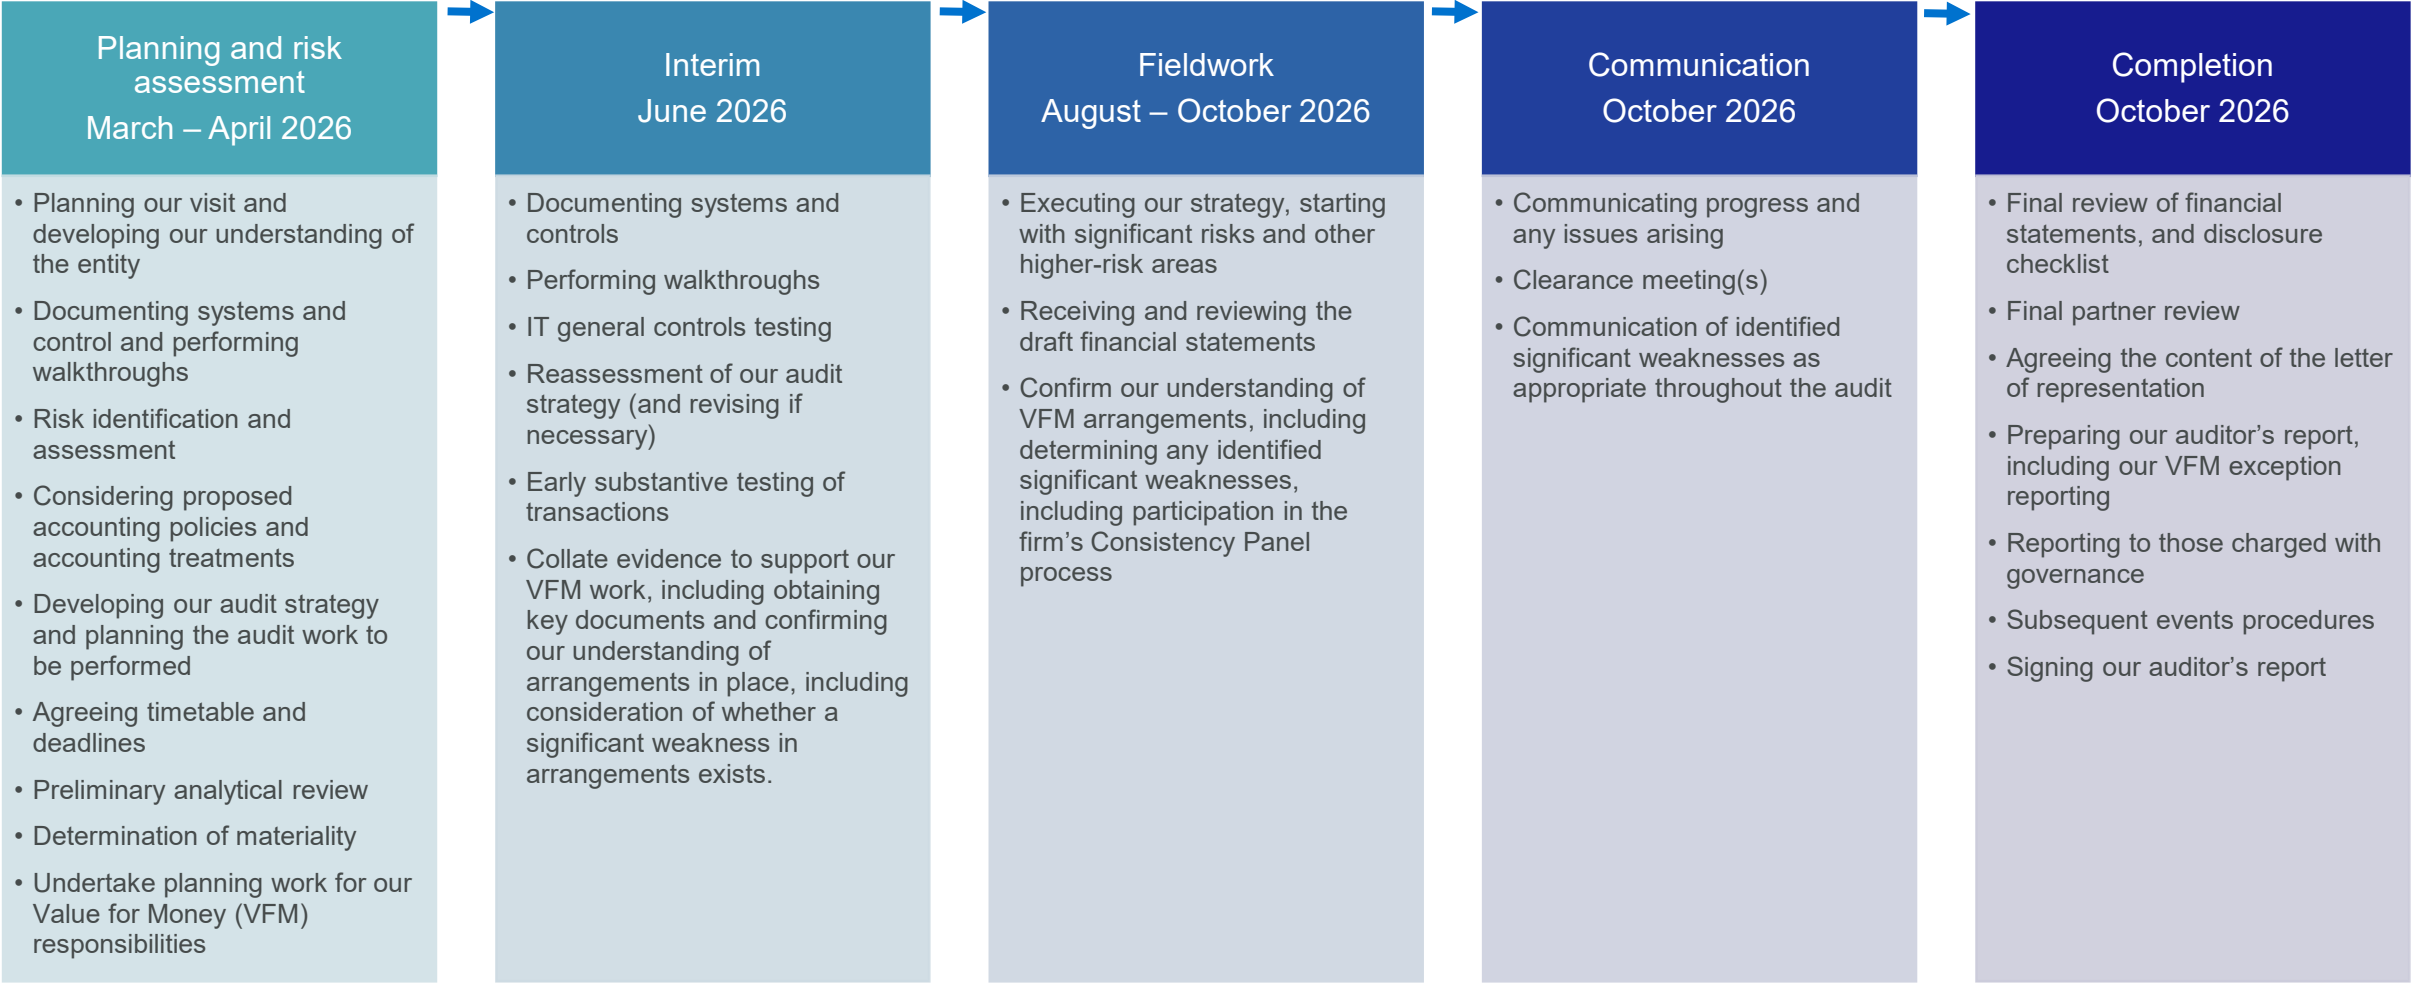 Planning and risk
assessment
March – April 2026
• Planning our visit and
developing our understanding of
the entity
• Documenting systems and
control and performing
walkthroughs
• Risk identification and
assessment
• Considering proposed
accounting policies and
accounting treatments
• Developing our audit strategy
and planning the audit work to
be performed
• Agreeing timetable and
deadlines
• Preliminary analytical review
• Determination of materiality
• Undertake planning work for our
Value for Money (VFM)
responsibilities
Interim
June 2026
• Documenting systems and
controls
• Performing walkthroughs
• IT general controls testing
• Reassessment of our audit
strategy (and revising if
necessary)
• Early substantive testing of
transactions
• Collate evidence to support our
VFM work, including obtaining
key documents and confirming
our understanding of
arrangements in place, including
consideration of whether a
significant weakness in
arrangements exists.
Fieldwork
August – October 2026
• Executing our strategy, starting
with significant risks and other
higher-risk areas
• Receiving and reviewing the
draft financial statements
• Confirm our understanding of
VFM arrangements, including
determining any identified
significant weaknesses,
including participation in the
firm’s Consistency Panel
process
Communication
October 2026
• Communicating progress and
any issues arising
• Clearance meeting(s)
• Communication of identified
significant weaknesses as
appropriate throughout the audit
Completion
October 2026
• Final review of financial
statements, and disclosure
checklist
• Final partner review
• Agreeing the content of the letter
of representation
• Preparing our auditor’s report,
including our VFM exception
reporting
• Reporting to those charged with
governance
• Subsequent events procedures
• Signing our auditor’s report